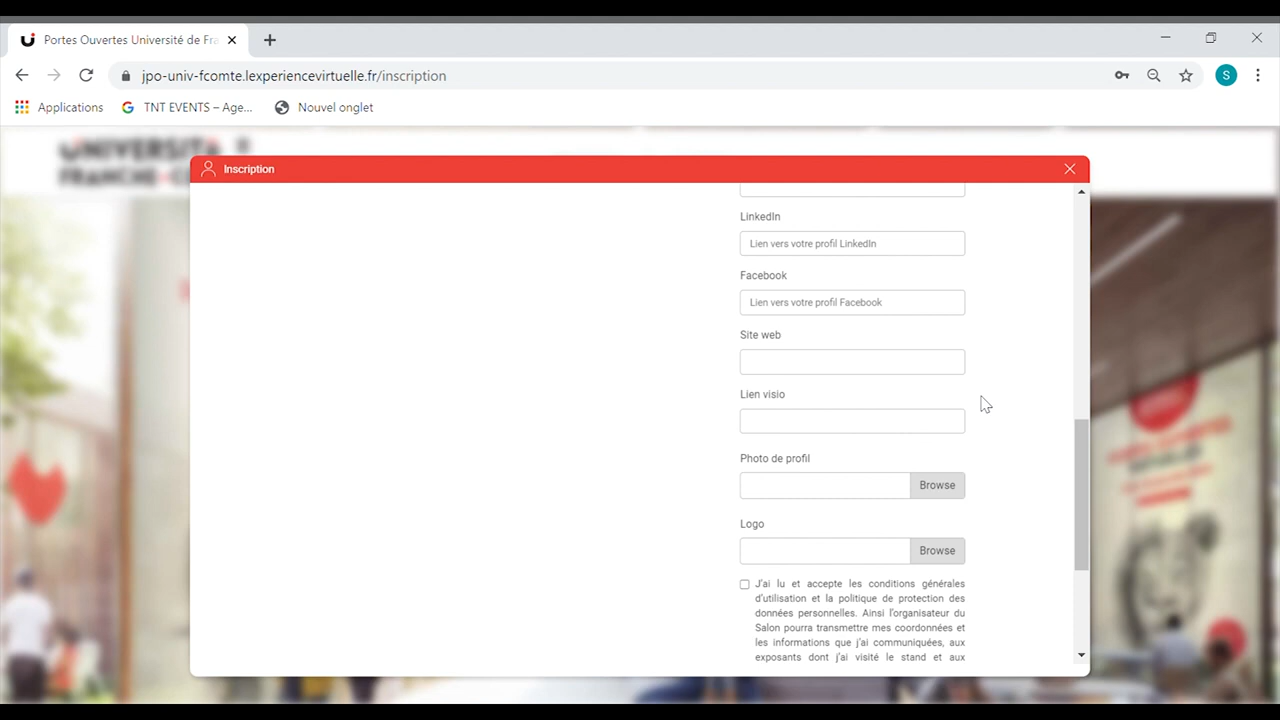 Portes Ouvertes Université de Fra
jpo-univ-fcomte.lexperiencevirtuelle.fr/inscription
S
Applications
TNT EVENTS – Age...
Nouvel onglet
UNIVERSITĀ
FRANCHE-C
Inscription
LinkedIn
Lien vers votre profil LinkedIn
Facebook
Lien vers votre profil Facebook
Site web
Lien visio
Photo de profil
Browse
Logo
Browse
J'ai lu et accepte les conditions générales
d'utilisation et la politique de protection des
données personnelles. Ainsi l'organisateur du
Salon pourra transmettre mes coordonnées et
les informations que j'ai communiquées, aux
exposants dont j'ai visité le stand et aux